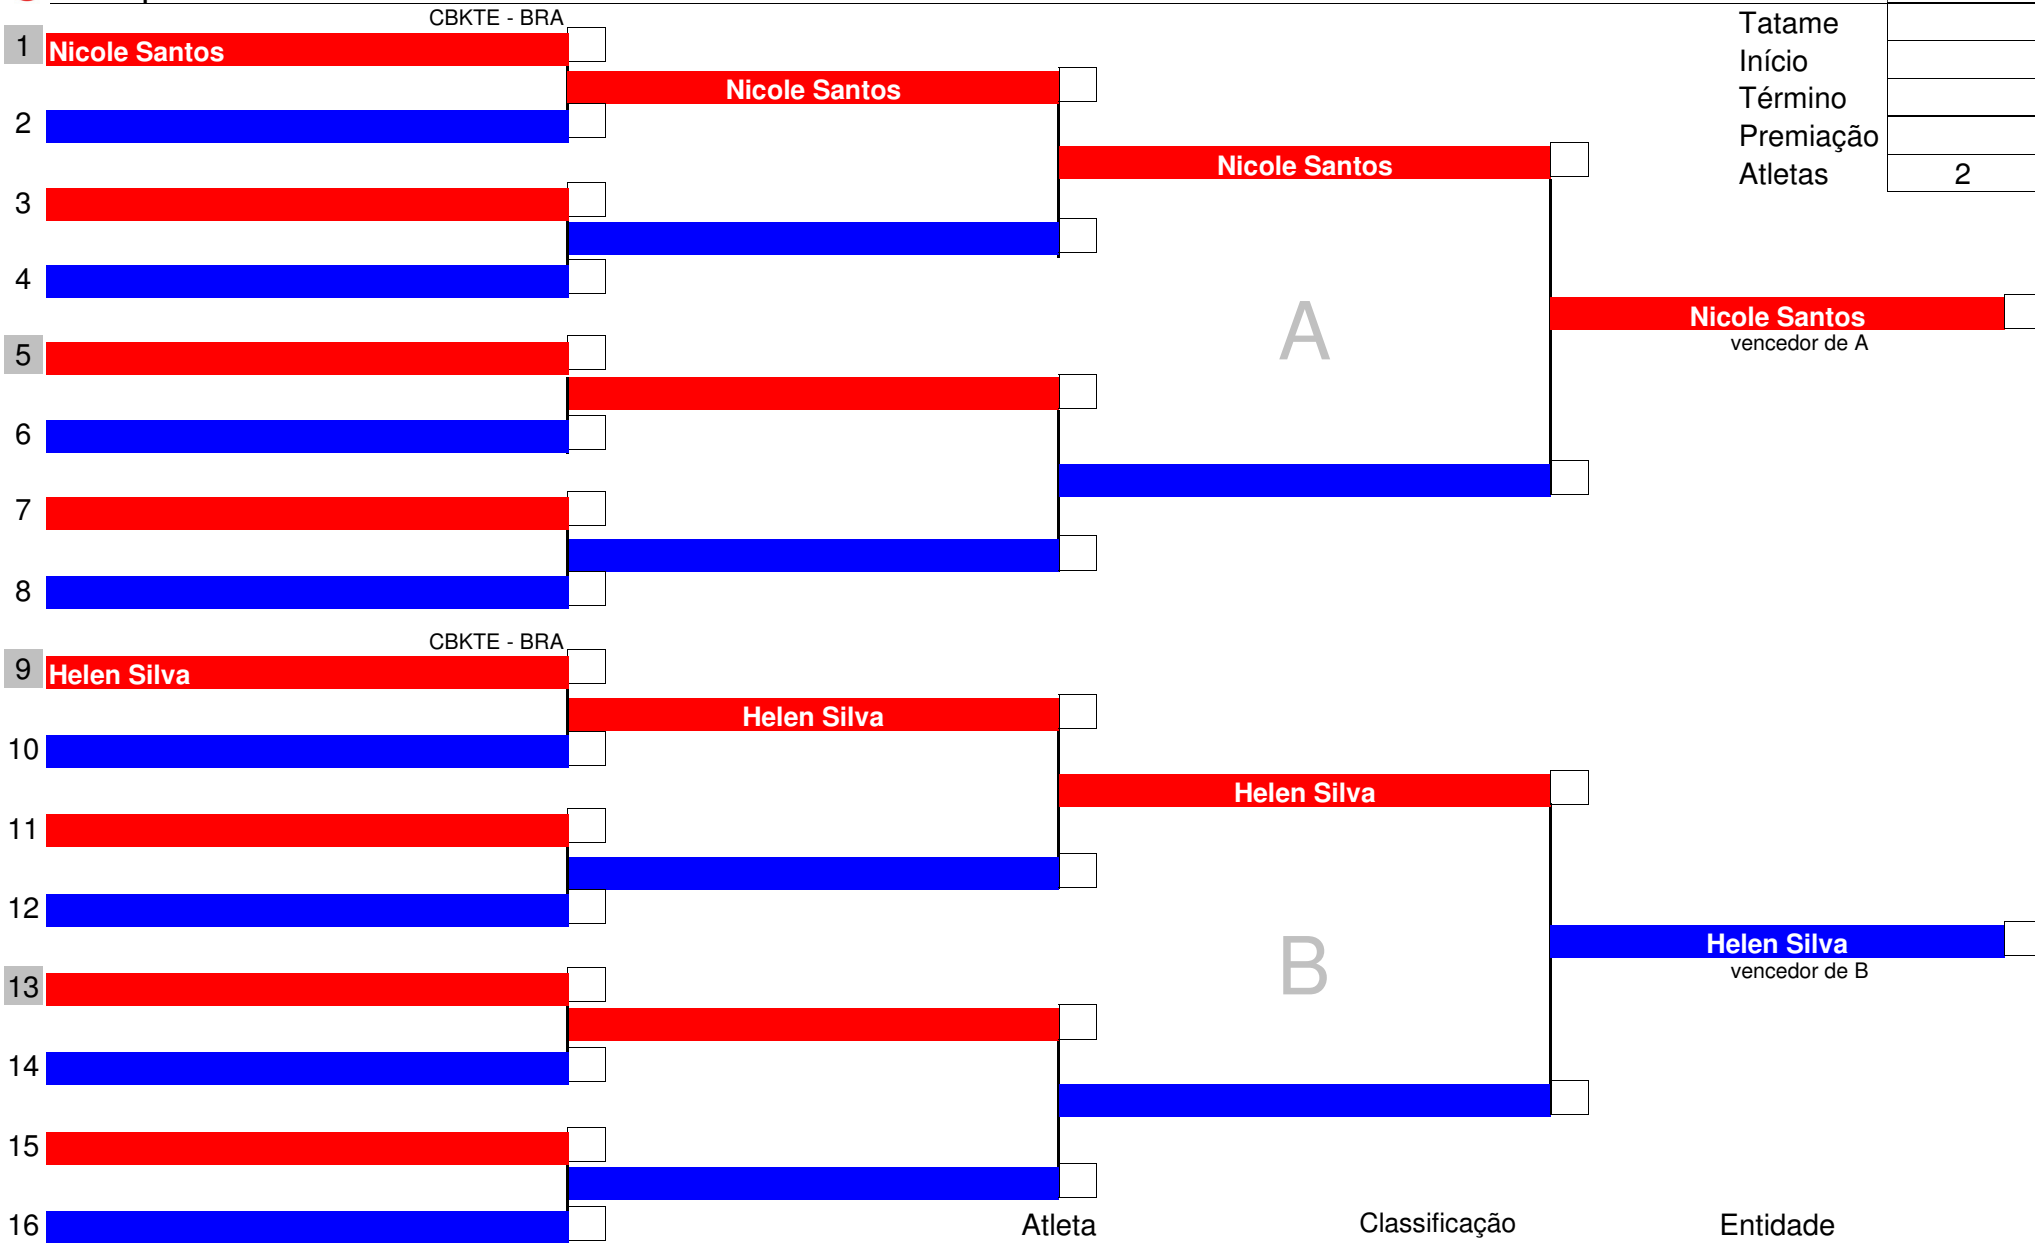 CBKTE - BRA
1 Nicole Santos
Nicole Santos
2
Nicole Santos
3
4
5
6
7
8
A
Nicole Santos
vencedor de A
Tatame
Início
Término
Premiação
Atletas 2
CBKTE - BRA
9 Helen Silva
Helen Silva
10
Helen Silva
11
12
13
14
15
16
B
Helen Silva
vencedor de B
Atleta Classificação Entidade